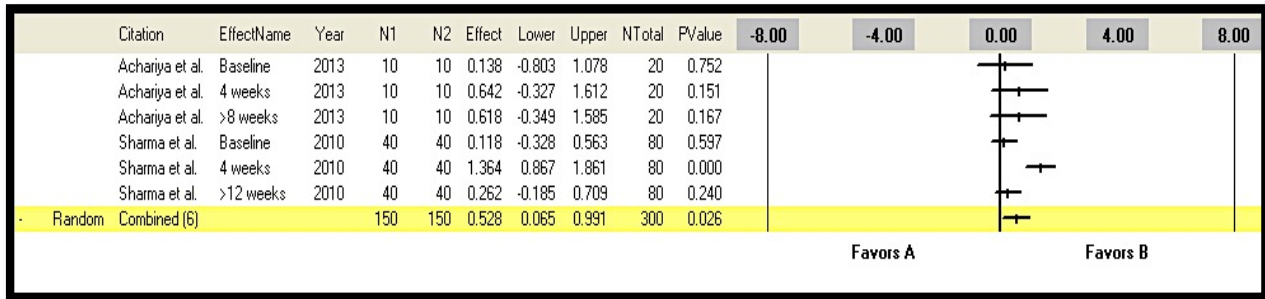 Citation EffectName Year N1 N2 Effect Lower Upper NTotal PValue -8.00 -4.00 0.00 4.00 8.00
Achariya et al. Baseline 2013 10 10 0.138 -0.803 1.078 20 0.752
Achariya et al. 4 weeks 2013 10 10 0.642 -0.327 1.612 20 0.151
Achariya et al. >8 weeks 2013 10 10 0.618 -0.349 1.585 20 0.167
Sharma et al. Baseline 2010 40 40 0.118 -0.328 0.563 80 0.597
Sharma et al. 4 weeks 2010 40 40 1.364 0.867 1.861 80 0.000
Sharma et al. >12 weeks 2010 40 40 0.262 -0.185 0.709 80 0.240
- Random Combined (6) 150 150 0.528 0.065 0.991 300 0.026
Favors A Favors B